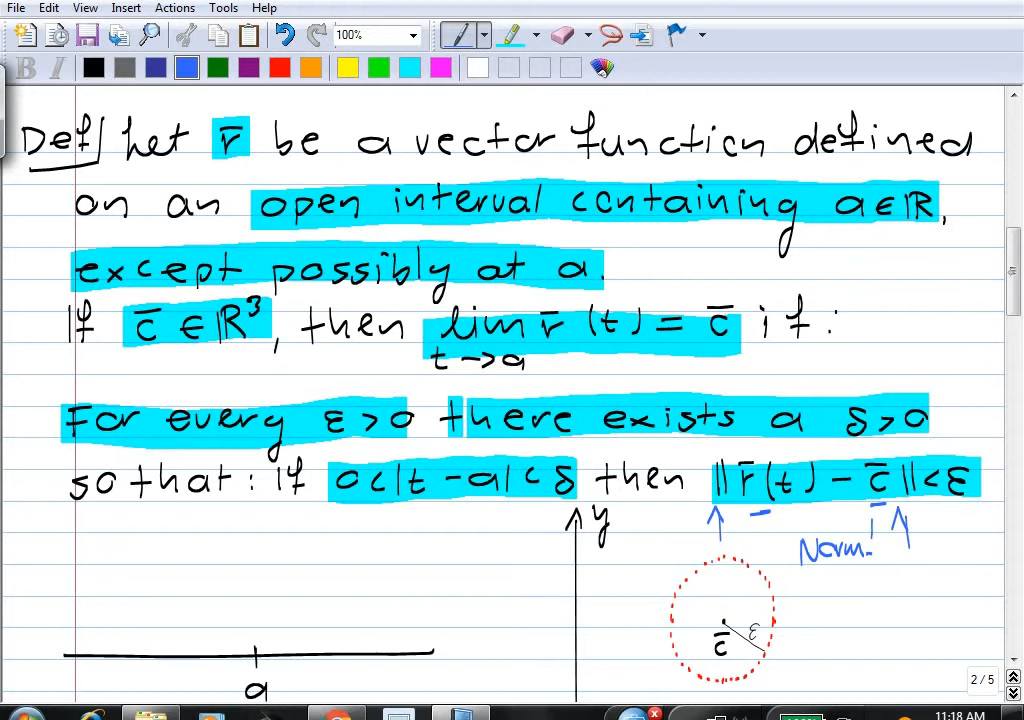 File Edit View Insert Actions Tools Help
100%
B I
Def/ Let r̄ be a vector function defined
on an open interval containing a∈ℝ,
except possibly at a.
If c̄ ∈ ℝ³, then lim r̄ (t) = c̄ if :
t→a
For every ε>0 there exists a δ>0
so that: if 0<|t-a|<δ then ||r̄(t) - c̄||<ε
y
Norm!
ε
c̄
a
2 / 5
11:18 AM